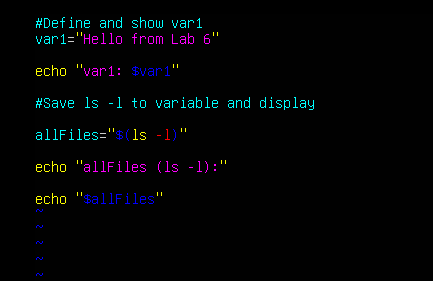 #Define and show var1
var1="Hello from Lab 6"
echo "var1: $var1"
#Save ls -l to variable and display
allFiles="$(ls -l)"
echo "allFiles (ls -l):"
echo "$allFiles"
~
~
~
~
~